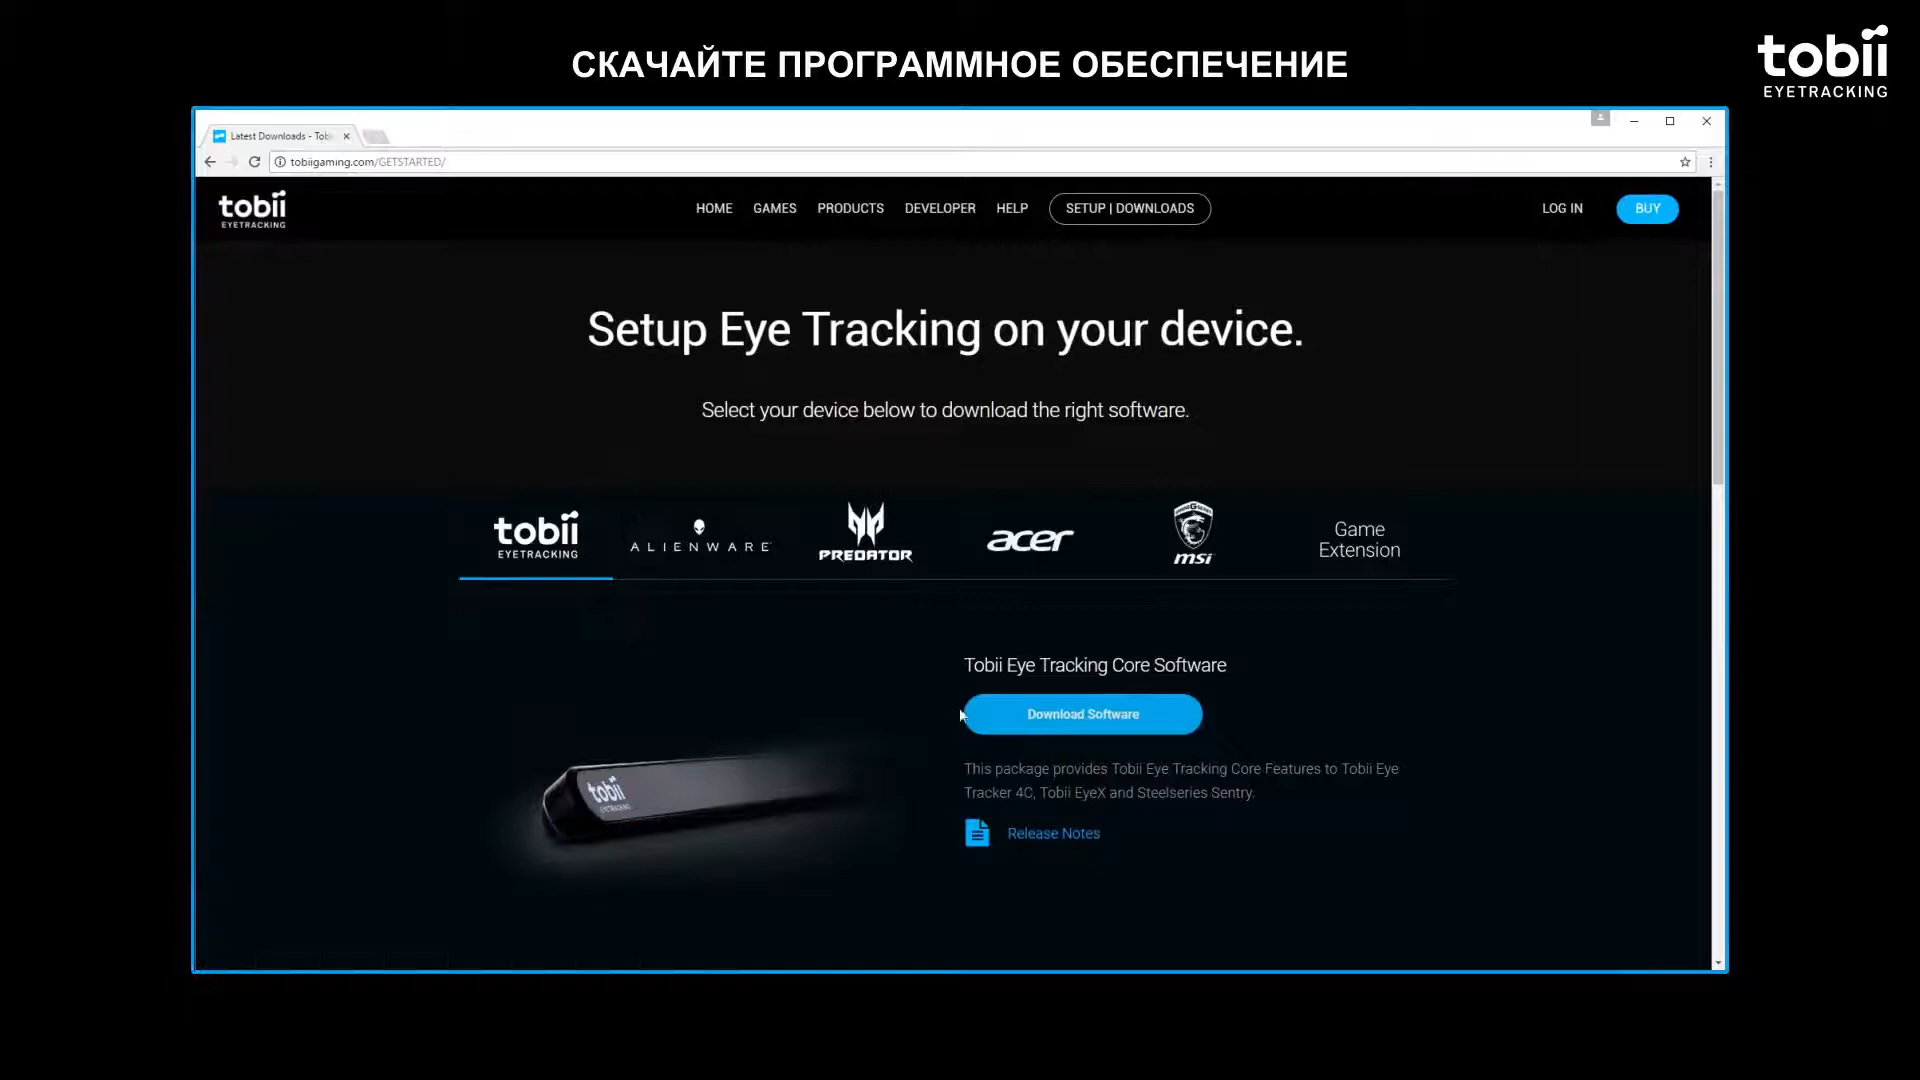 СКАЧАЙТЕ ПРОГРАММНОЕ ОБЕСПЕЧЕНИЕ
tobii
EYETRACKING
Latest Downloads - Tobi
tobiigaming.com/GETSTARTED/
tobii
EYETRACKING
HOME GAMES PRODUCTS DEVELOPER HELP SETUP | DOWNLOADS LOG IN BUY
Setup Eye Tracking on your device.
Select your device below to download the right software.
tobii
EYETRACKING
ALIENWARE
PREDATOR
acer
msi
Game
Extension
Tobii Eye Tracking Core Software
Download Software
This package provides Tobii Eye Tracking Core Features to Tobii Eye
Tracker 4C, Tobii EyeX and Steelseries Sentry.
Release Notes
tobii
EYETRACKING